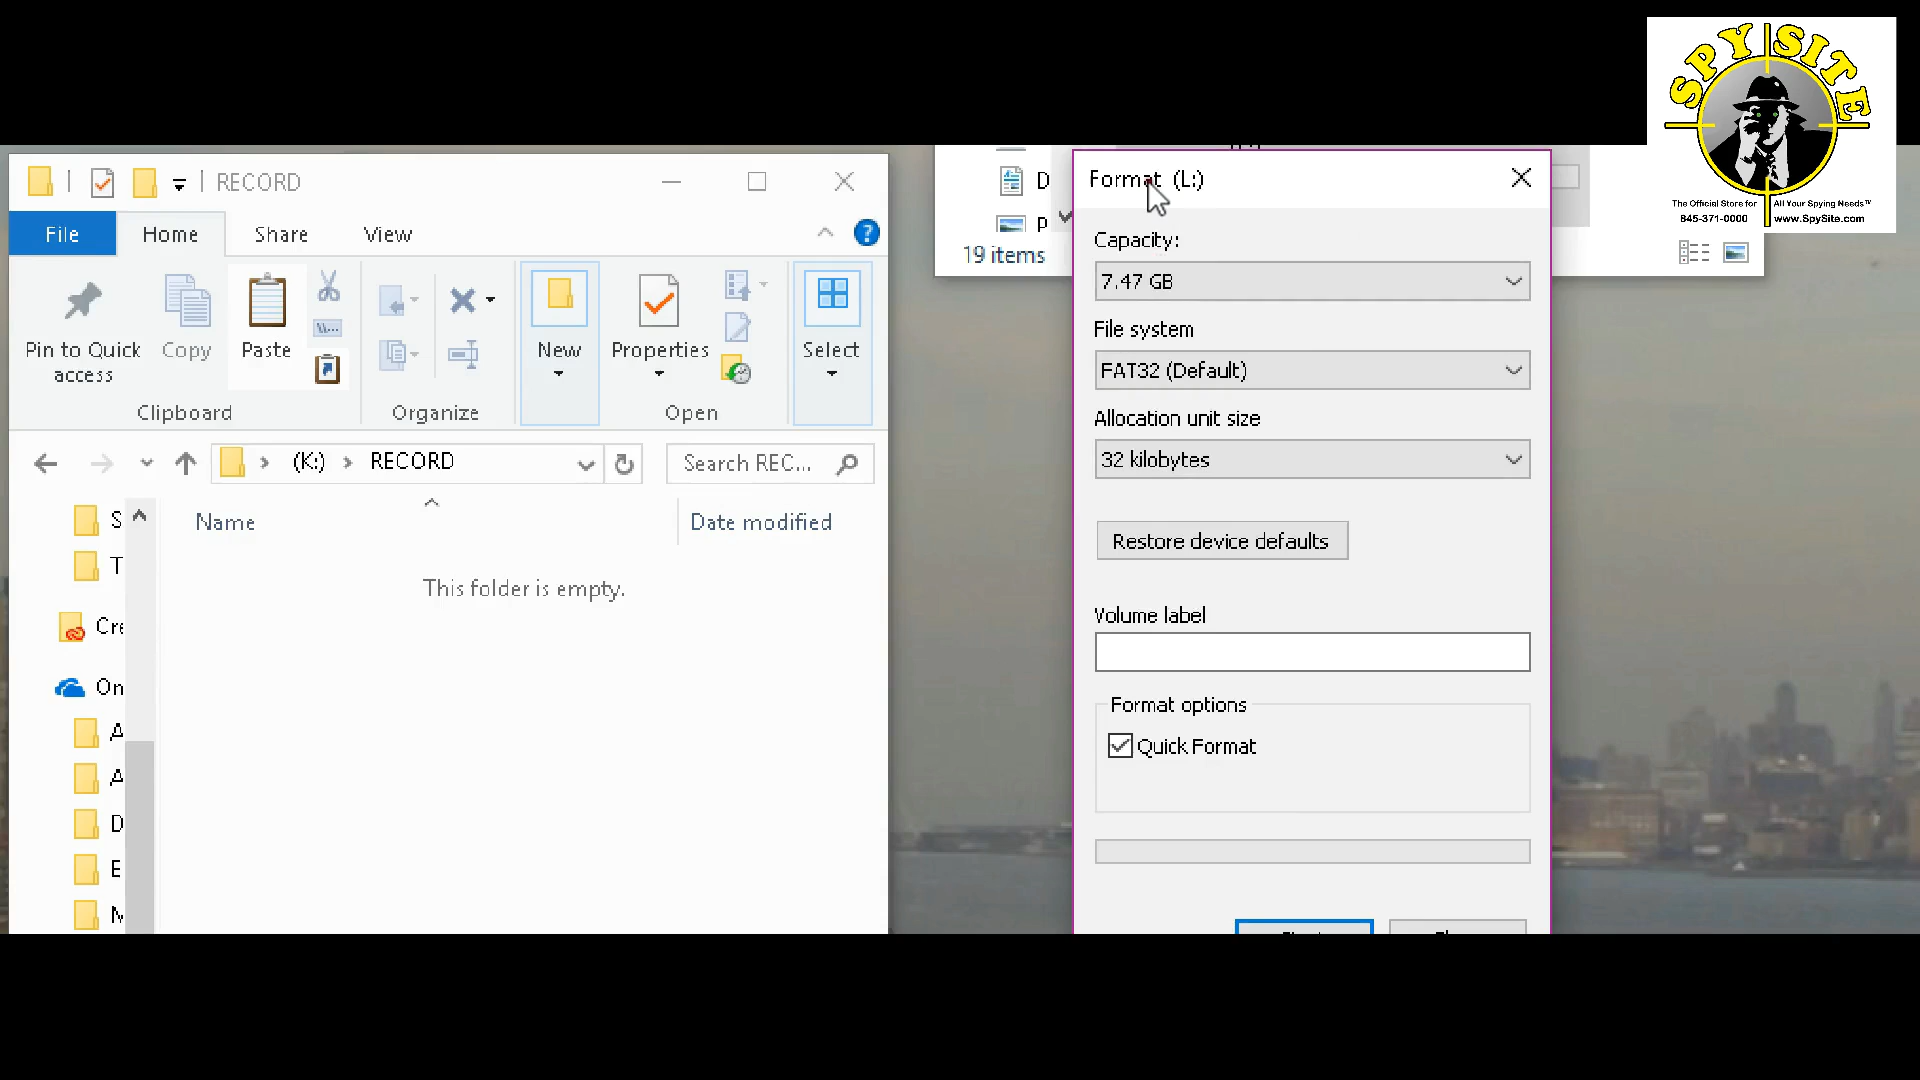 SPY SITE
The Official Store for All Your Spying Needs™
845-371-0000 www.SpySite.com
RECORD
File Home Share View
Pin to Quick access
Copy
Paste
New
Properties
Select
Clipboard Organize Open
(K:) > RECORD
Search REC...
Name Date modified
This folder is empty.
S
T
Cre
On
A
A
D
E
M
D
P
19 items
Format (L:)
Capacity:
7.47 GB
File system
FAT32 (Default)
Allocation unit size
32 kilobytes
Restore device defaults
Volume label
Format options
Quick Format